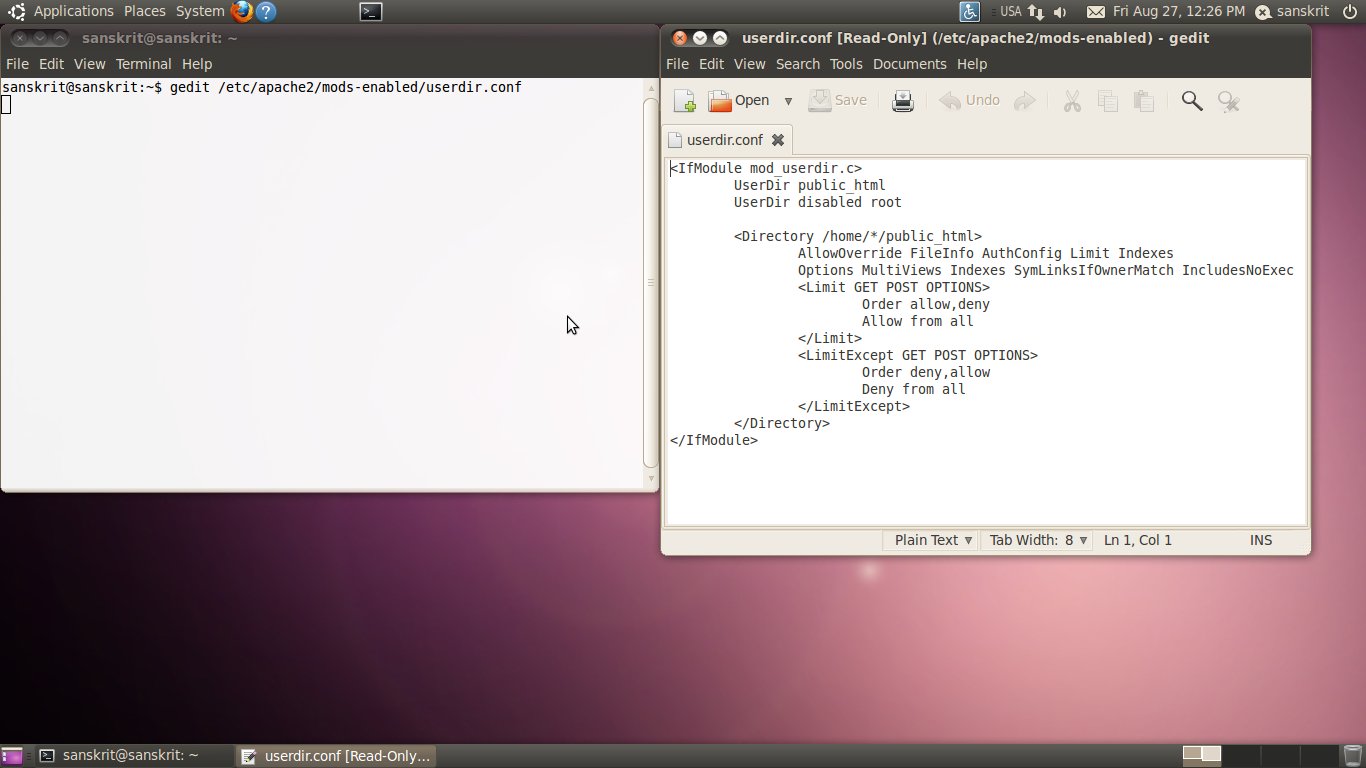 Applications Places System
USA Fri Aug 27, 12:26 PM sanskrit
sanskrit@sanskrit: ~
File Edit View Terminal Help
sanskrit@sanskrit:~$ gedit /etc/apache2/mods-enabled/userdir.conf
userdir.conf [Read-Only] (/etc/apache2/mods-enabled) - gedit
File Edit View Search Tools Documents Help
Open Save Undo
userdir.conf
<IfModule mod_userdir.c>
        UserDir public_html
        UserDir disabled root
        <Directory /home/*/public_html>
                AllowOverride FileInfo AuthConfig Limit Indexes
                Options MultiViews Indexes SymLinksIfOwnerMatch IncludesNoExec
                <Limit GET POST OPTIONS>
                        Order allow,deny
                        Allow from all
                </Limit>
                <LimitExcept GET POST OPTIONS>
                        Order deny,allow
                        Deny from all
                </LimitExcept>
        </Directory>
</IfModule>
Plain Text Tab Width: 8 Ln 1, Col 1 INS
sanskrit@sanskrit: ~
userdir.conf [Read-Only...